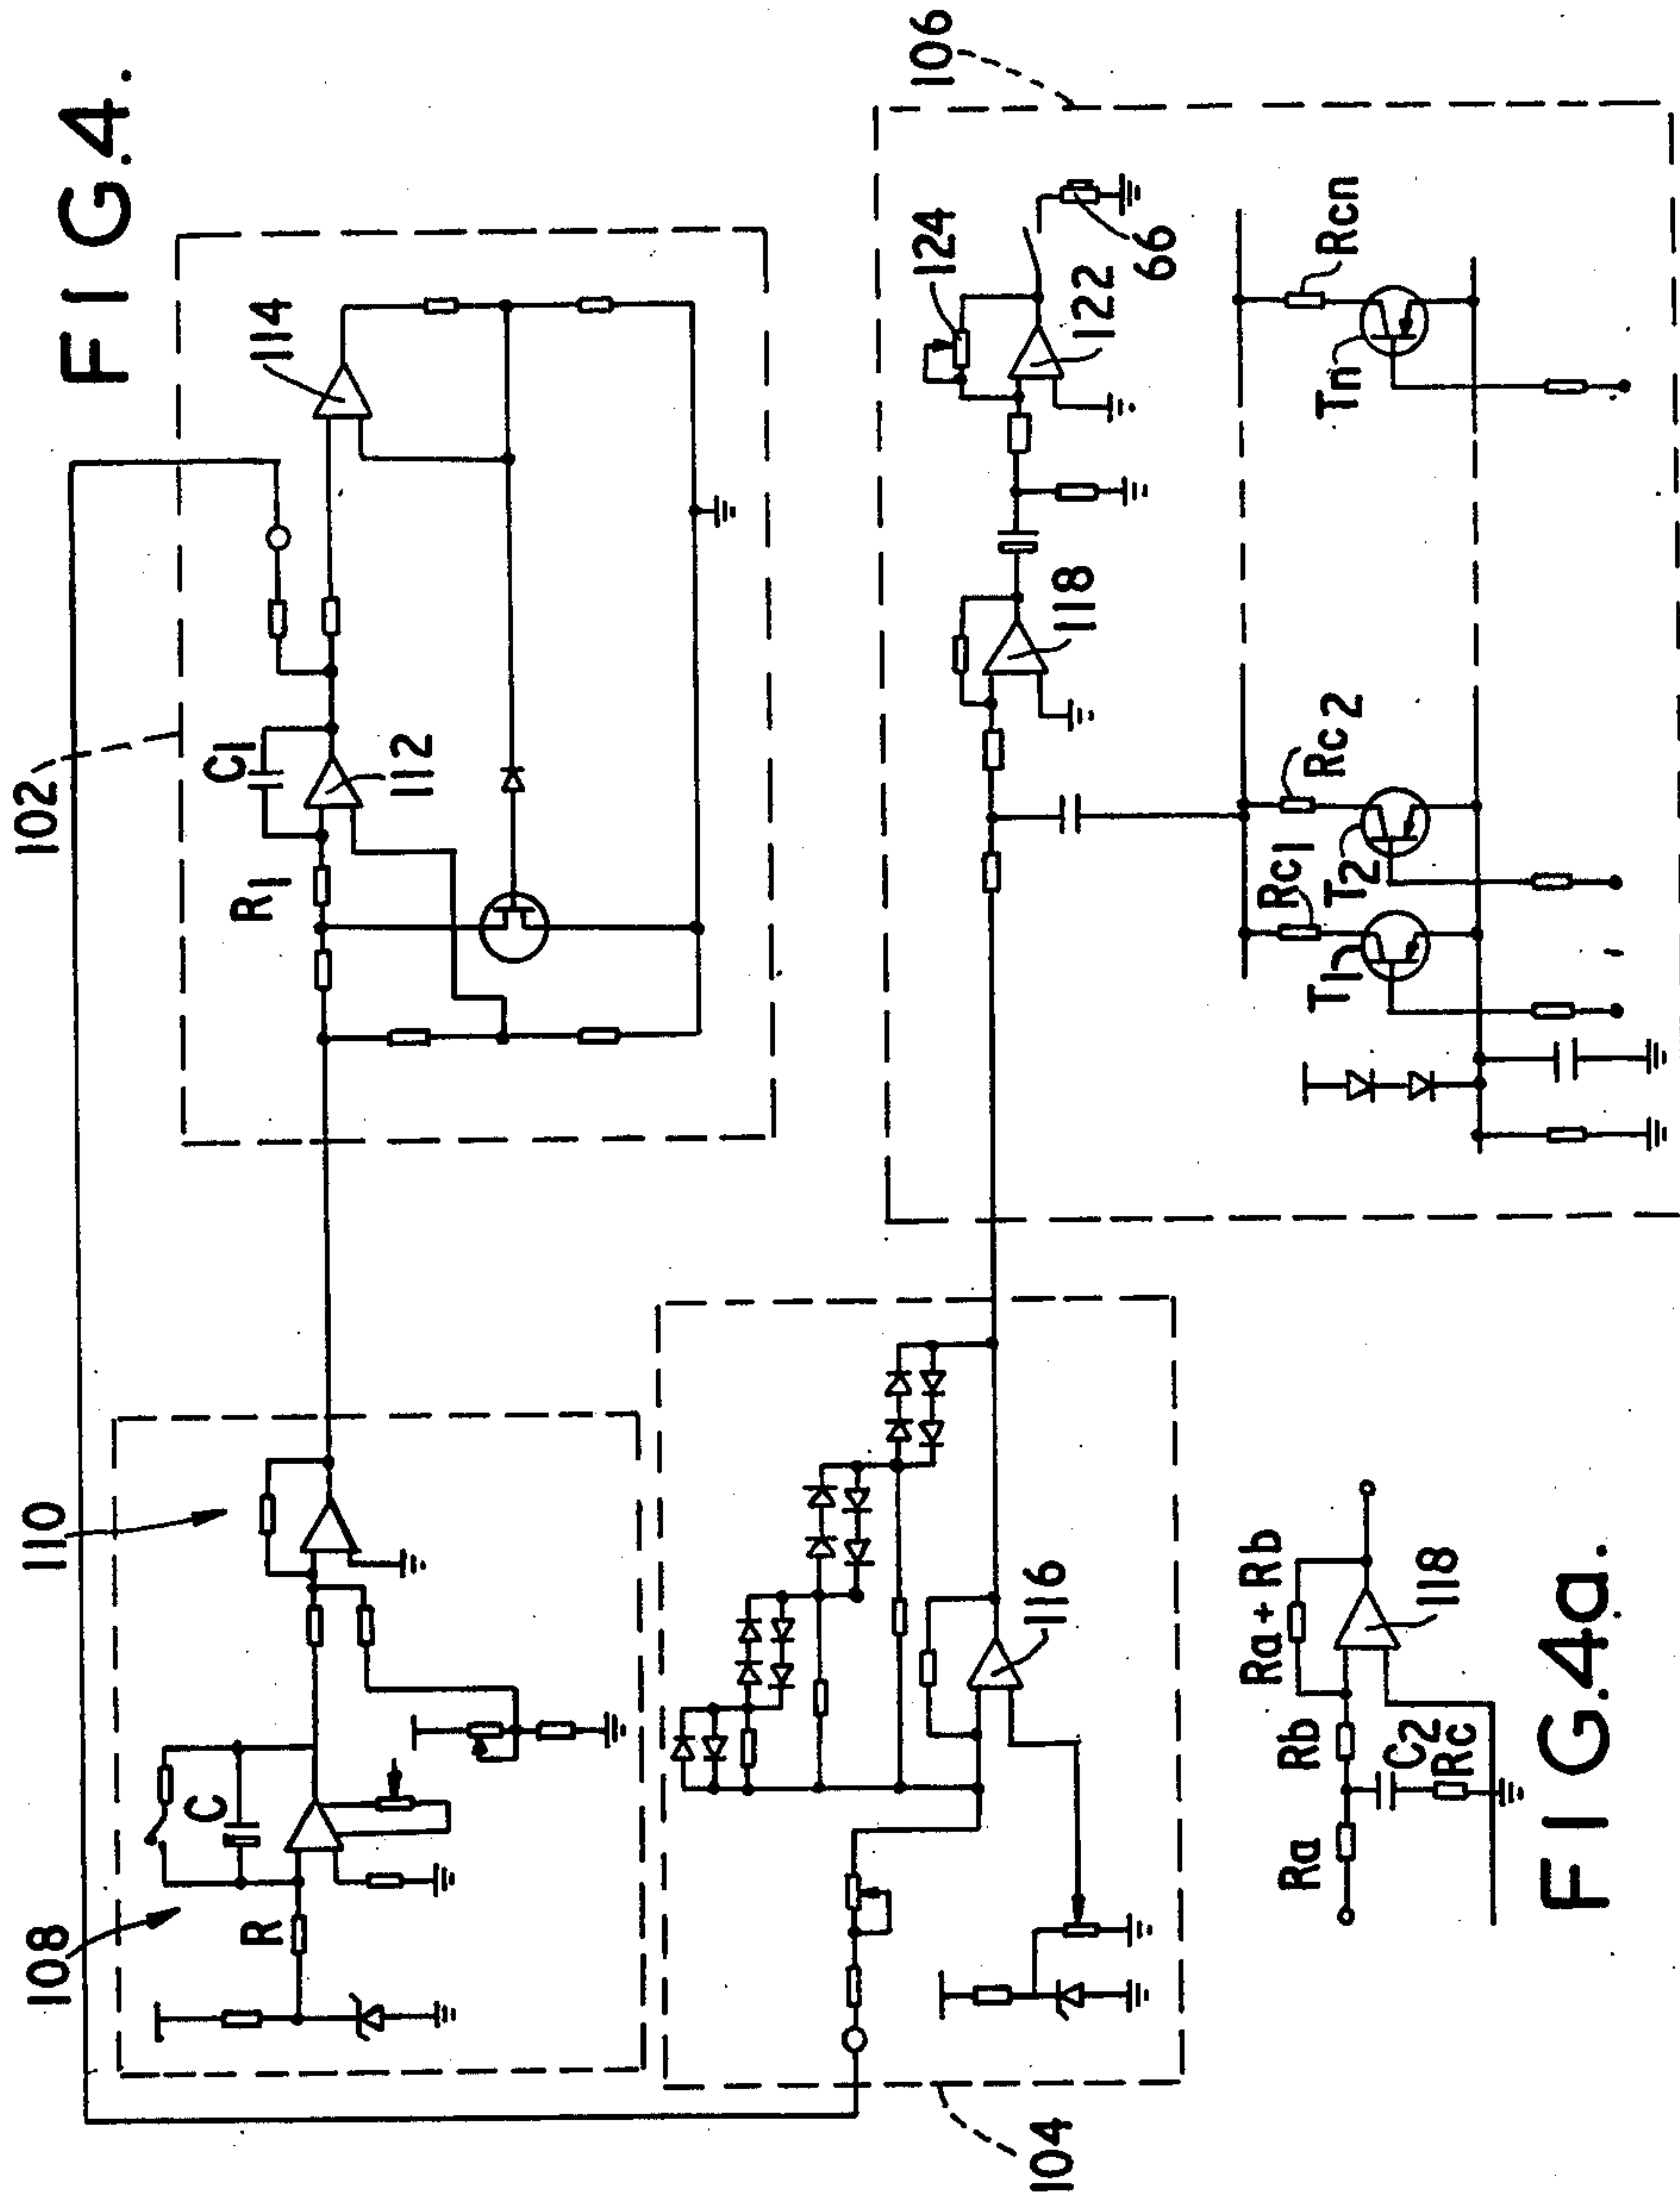 FIG.4.
102
114
C1
112
R1
110
108
C
R
106
124
122
66
118
Rcn
Tn
Rc2
T2
Rc1
T1
116
104
Ra+Rb
Rb
Ra
C2
Rc
118
FIG.4a.